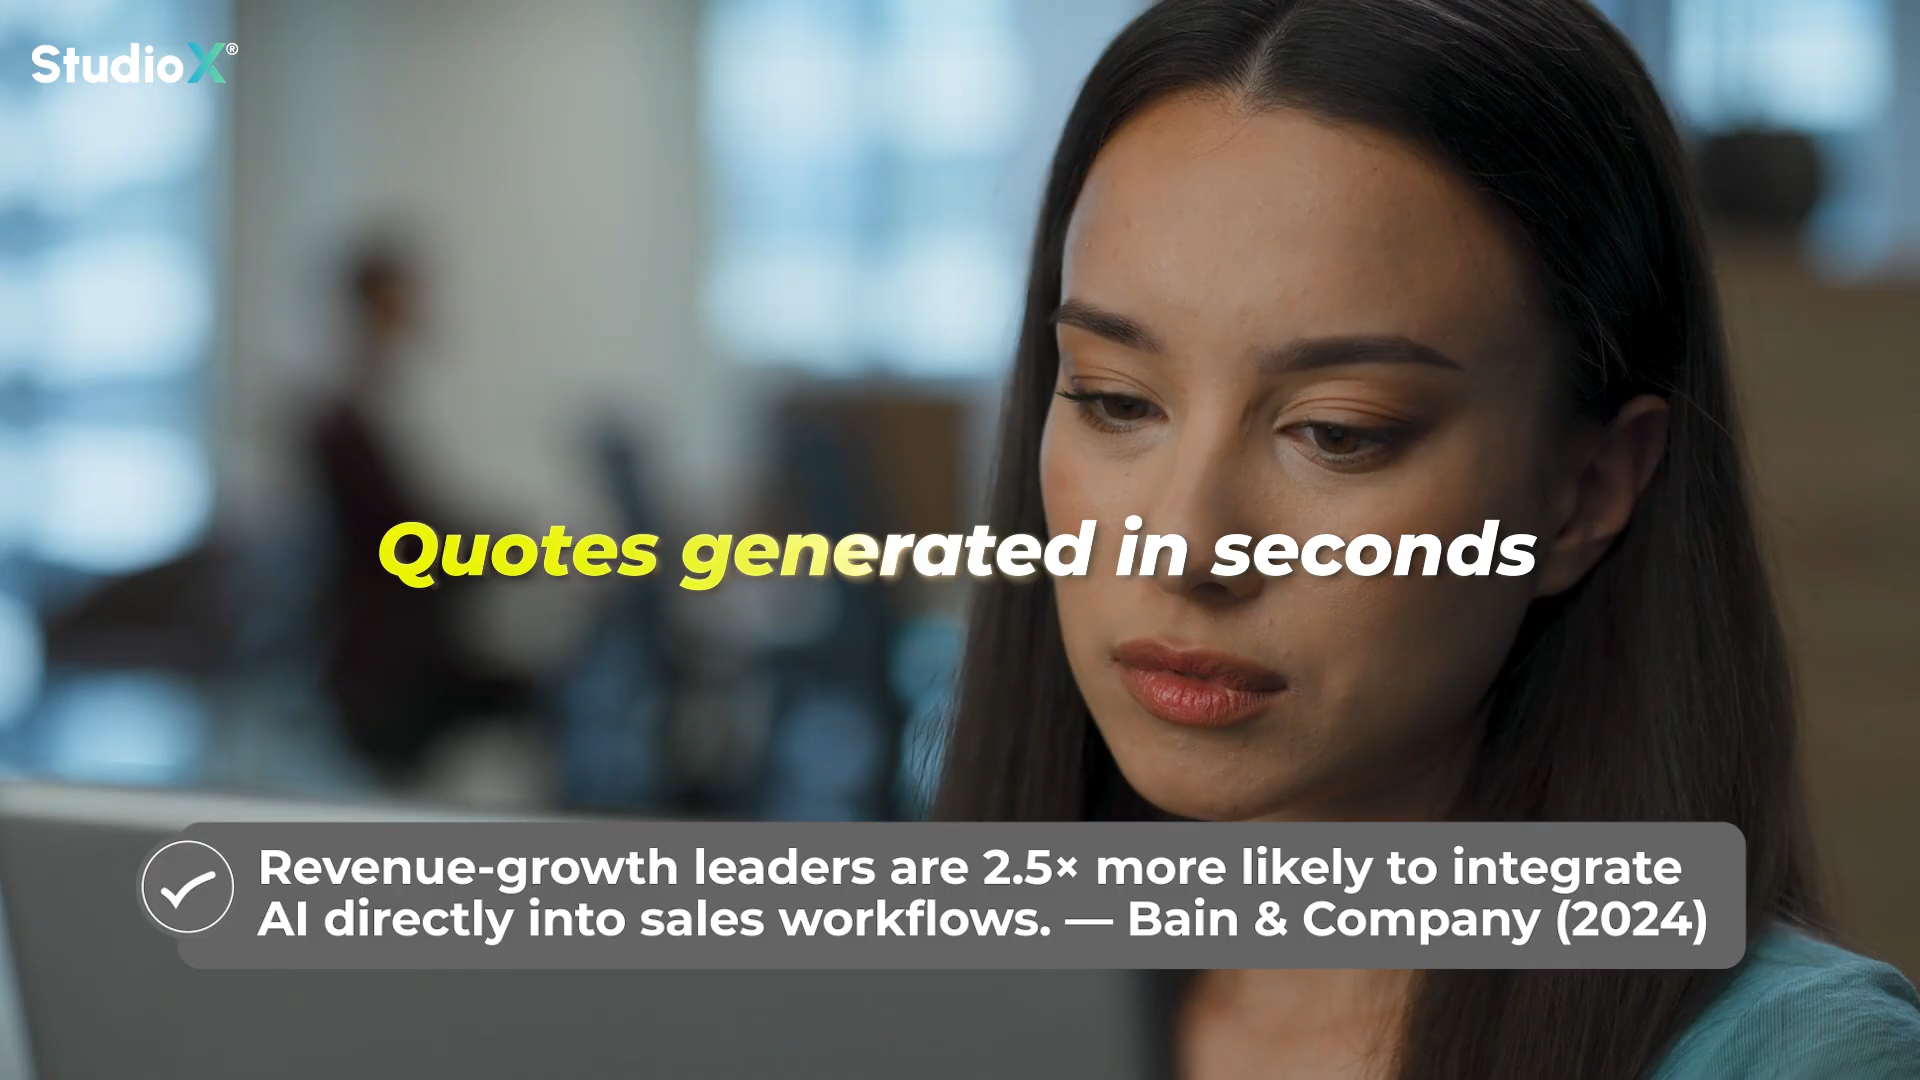 StudioX®
Quotes generated in seconds
Revenue-growth leaders are 2.5× more likely to integrate
AI directly into sales workflows. — Bain & Company (2024)